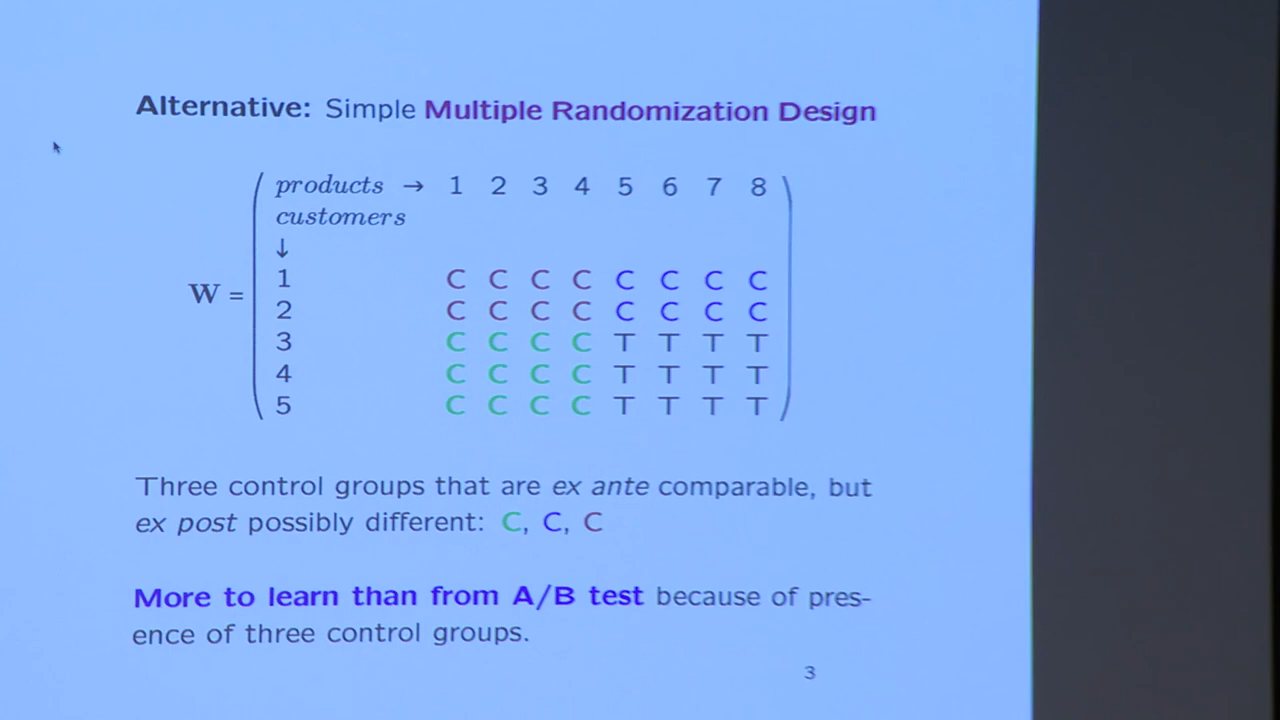 Alternative: Simple Multiple Randomization Design
products → 1 2 3 4 5 6 7 8
customers
↓
W =
1 C C C C C C C C
2 C C C C C C C C
3 C C C C T T T T
4 C C C C T T T T
5 C C C C T T T T
Three control groups that are ex ante comparable, but
ex post possibly different: C, C, C
More to learn than from A/B test because of pres-
ence of three control groups.
3